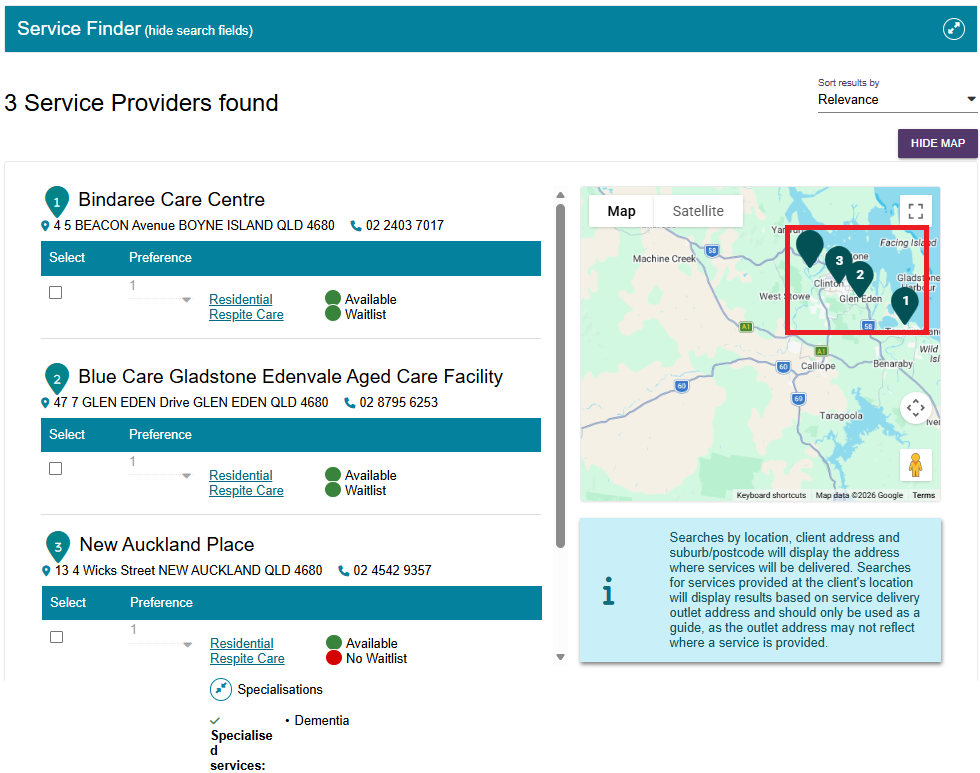 Service Finder (hide search fields)
Sort results by
3 Service Providers found
Relevance
HIDE MAP
1 Bindaree Care Centre
4 5 BEACON Avenue BOYNE ISLAND QLD 4680 02 2403 7017
Select Preference
1
Residential Respite Care
Available
Waitlist
2 Blue Care Gladstone Edenvale Aged Care Facility
47 7 GLEN EDEN Drive GLEN EDEN QLD 4680 02 8795 6253
Select Preference
1
Residential Respite Care
Available
Waitlist
3 New Auckland Place
13 4 Wicks Street NEW AUCKLAND QLD 4680 02 4542 9357
Select Preference
1
Residential Respite Care
Available
No Waitlist
Specialisations
Specialise
d
services:
• Dementia
Map Satellite
Facing Island
58
Machine Creek
3
2
Clinton
Gladstone
Harbour
West Stowe
Glen Eden
1
A1
58
A1
Wild
60
Calliope
Benaraby
60
69
Taragoola
Keyboard shortcuts Map data ©2026 Google Terms
i
Searches by location, client address and
suburb/postcode will display the address
where services will be delivered. Searches
for services provided at the client's location
will display results based on service delivery
outlet address and should only be used as a
guide, as the outlet address may not reflect
where a service is provided.